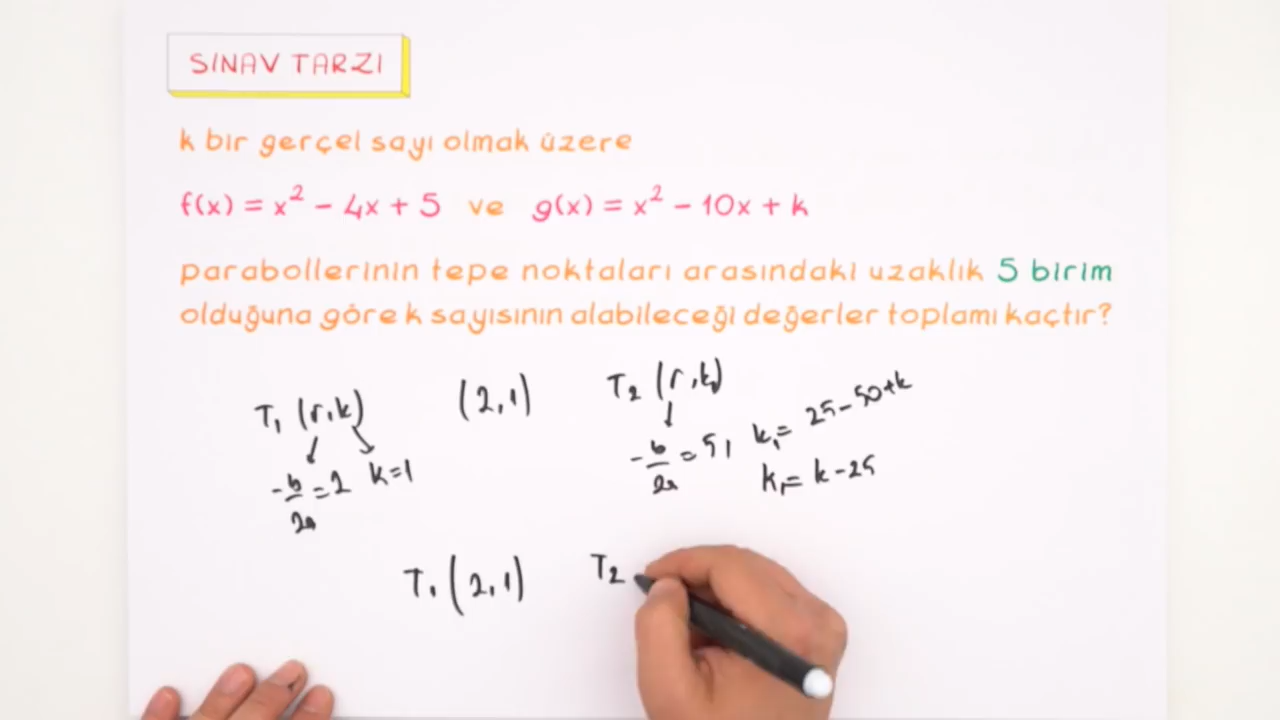 SINAV TARZI
k bir gerçel sayı olmak üzere
f(x) = x² - 4x + 5 ve g(x) = x² - 10x + k
parabollerinin tepe noktaları arasındaki uzaklık 5 birim
olduğuna göre k sayısının alabileceği değerler toplamı kaçtır?
T₁ (r,k) (2,1) T₂ (r,k₁)
-b/2a = 2 k=1 -b/2a = 5, k₁= 25-50+k
k₁= k-25
T₁ (2,1) T₂